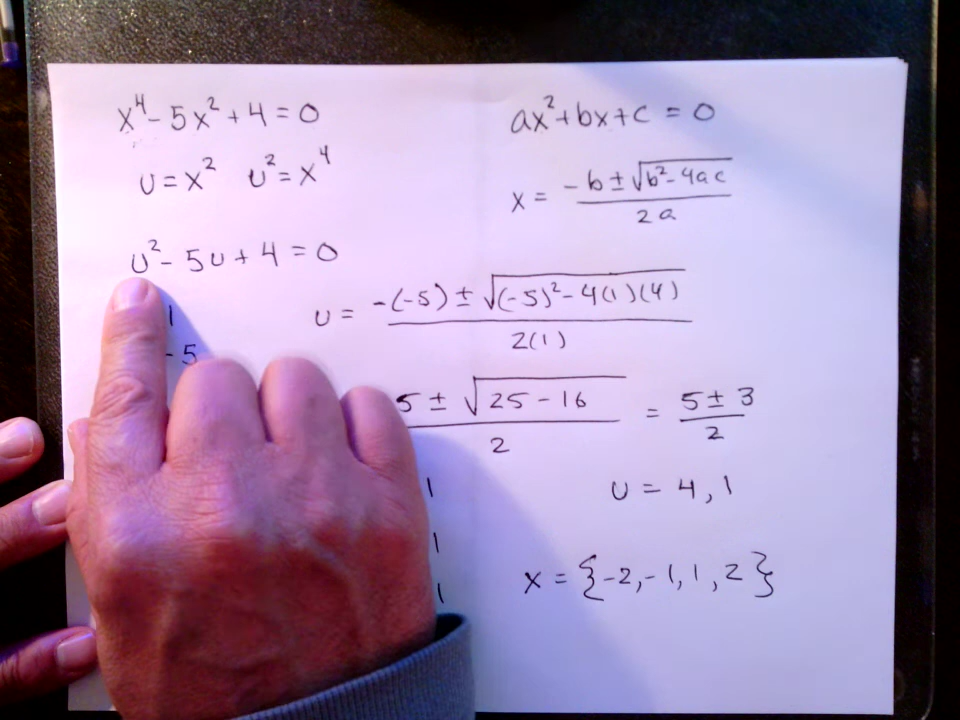 x⁴ - 5x² + 4 = 0
u = x² u² = x⁴
u² - 5u + 4 = 0
1
-5
ax² + bx + c = 0
x = (-b ± √(b² - 4ac)) / 2a
u = (-(-5) ± √((-5)² - 4(1)(4))) / 2(1)
(5 ± √(25 - 16)) / 2 = (5 ± 3) / 2
1
u = 4, 1
1
x = {-2, -1, 1, 2}
1